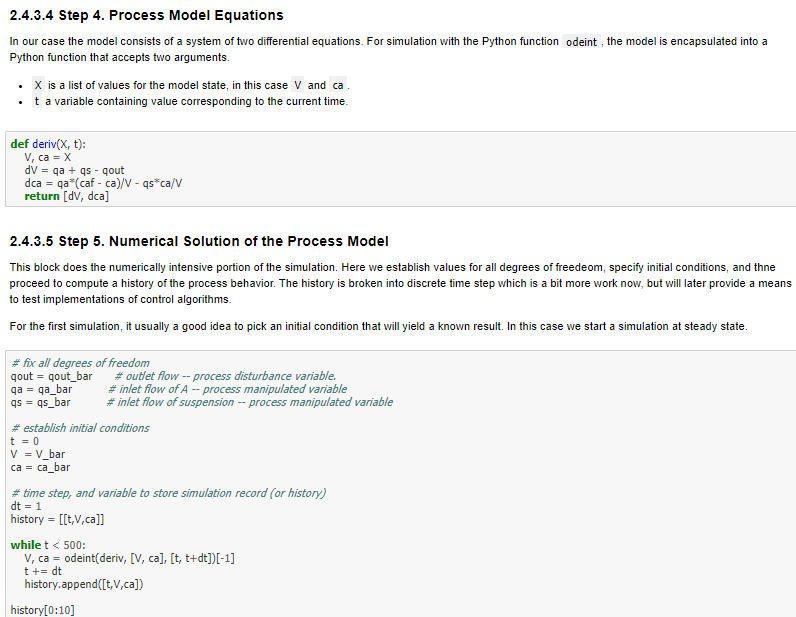 2.4.3.4 Step 4. Process Model Equations
In our case the model consists of a system of two differential equations. For simulation with the Python function odeint , the model is encapsulated into a
Python function that accepts two arguments.
• X is a list of values for the model state, in this case V and ca .
• t a variable containing value corresponding to the current time.
def deriv(X, t):
    V, ca = X
    dV = qa + qs - qout
    dca = qa*(caf - ca)/V - qs*ca/V
    return [dV, dca]
2.4.3.5 Step 5. Numerical Solution of the Process Model
This block does the numerically intensive portion of the simulation. Here we establish values for all degrees of freedeom, specify initial conditions, and thne
proceed to compute a history of the process behavior. The history is broken into discrete time step which is a bit more work now, but will later provide a means
to test implementations of control algorithms.
For the first simulation, it usually a good idea to pick an initial condition that will yield a known result. In this case we start a simulation at steady state.
# fix all degrees of freedom
qout = qout_bar    # outlet flow -- process disturbance variable.
qa = qa_bar    # inlet flow of A -- process manipulated variable
qs = qs_bar    # inlet flow of suspension -- process manipulated variable
# establish initial conditions
t = 0
V = V_bar
ca = ca_bar
# time step, and variable to store simulation record (or history)
dt = 1
history = [[t,V,ca]]
while t < 500:
    V, ca = odeint(deriv, [V, ca], [t, t+dt])[-1]
    t += dt
    history.append([t,V,ca])
history[0:10]